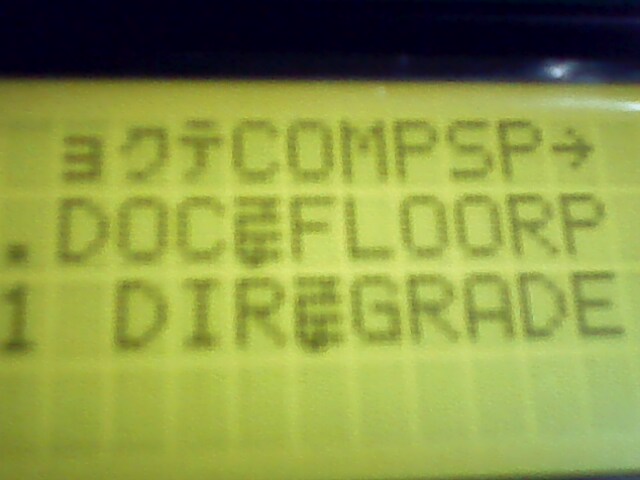 ヨクテCOMPSP→
.DOC FLOORP
1 DIR GRADE